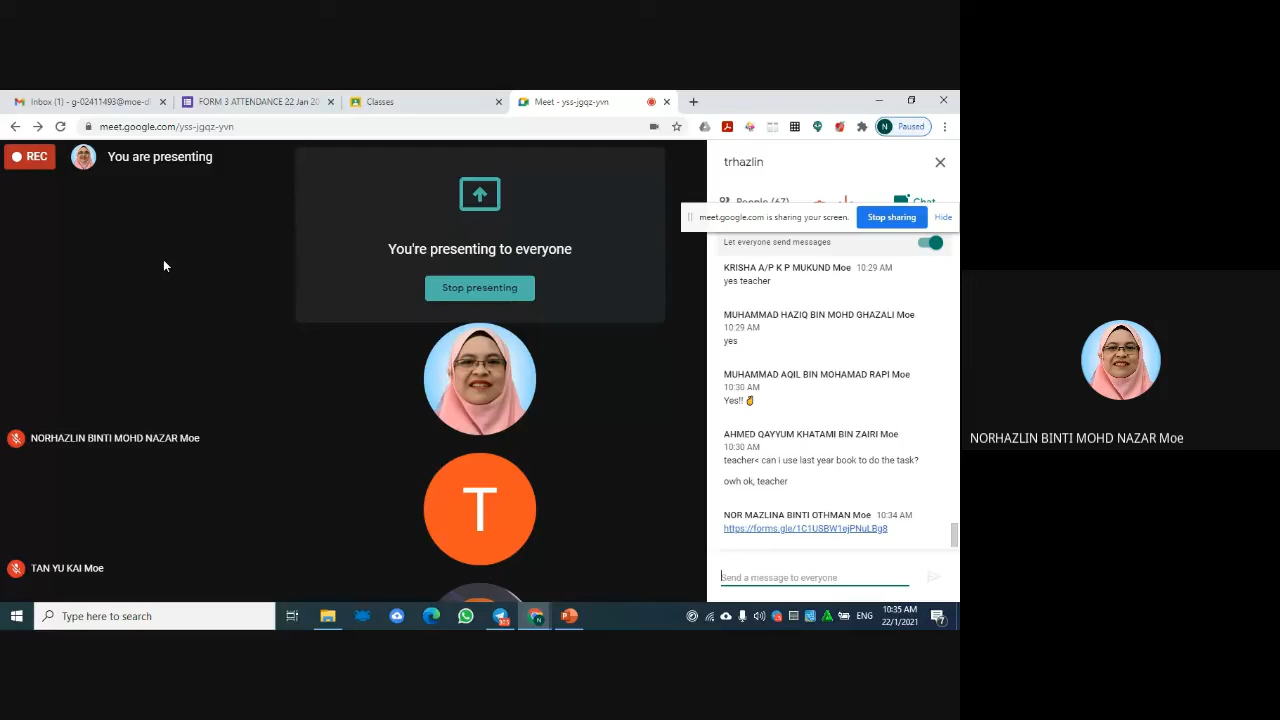 Inbox (1) - g-02411493@moe-dl
FORM 3 ATTENDANCE 22 Jan 20
Classes
Meet - yss-jgqz-yvn
meet.google.com/yss-jgqz-yvn
N
Paused
REC
You are presenting
You're presenting to everyone
Stop presenting
NORHAZLIN BINTI MOHD NAZAR Moe
T
TAN YU KAI Moe
trhazlin
People (67)
Chat
meet.google.com is sharing your screen.
Stop sharing
Hide
Let everyone send messages
KRISHA A/P K P MUKUND Moe 10:29 AM
yes teacher
MUHAMMAD HAZIQ BIN MOHD GHAZALI Moe
10:29 AM
yes
MUHAMMAD AQIL BIN MOHAMAD RAPI Moe
10:30 AM
Yes!! ✌
AHMED QAYYUM KHATAMI BIN ZAIRI Moe
10:30 AM
teacher< can i use last year book to do the task?
owh ok, teacher
NOR MAZLINA BINTI OTHMAN Moe 10:34 AM
https://forms.gle/1C1USBW1ejPNuLBg8
Send a message to everyone
Type here to search
ENG
10:35 AM
22/1/2021
7
NORHAZLIN BINTI MOHD NAZAR Moe